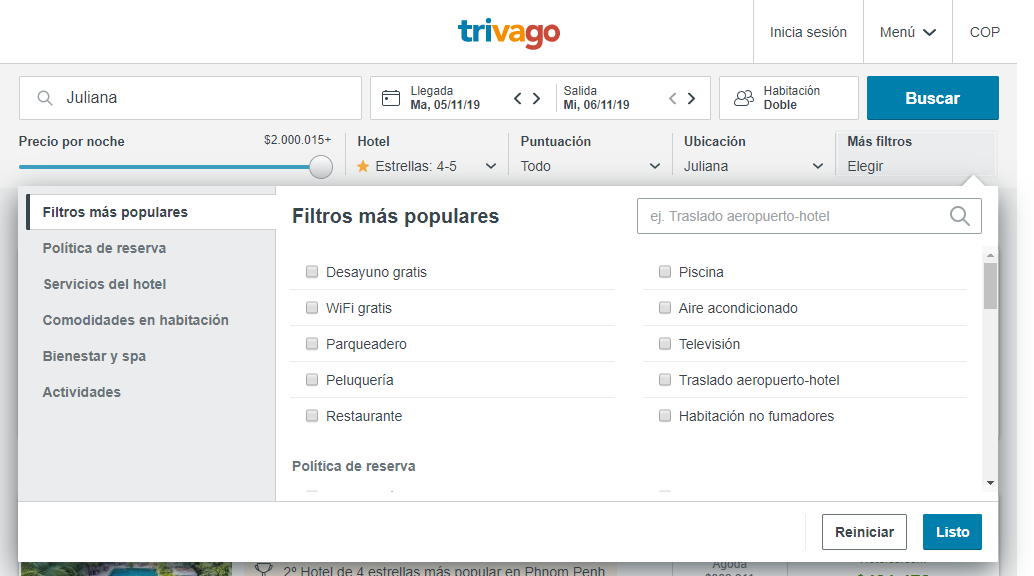 trivago
Inicia sesión
Menú
COP
Juliana
Llegada
Ma, 05/11/19
Salida
Mi, 06/11/19
Habitación
Doble
Buscar
Precio por noche
$2.000.015+
Hotel
Estrellas: 4-5
Puntuación
Todo
Ubicación
Juliana
Más filtros
Elegir
Filtros más populares
Política de reserva
Servicios del hotel
Comodidades en habitación
Bienestar y spa
Actividades
Filtros más populares
ej. Traslado aeropuerto-hotel
Desayuno gratis
Piscina
WiFi gratis
Aire acondicionado
Parqueadero
Televisión
Peluquería
Traslado aeropuerto-hotel
Restaurante
Habitación no fumadores
Política de reserva
Reiniciar
Listo
2º Hotel de 4 estrellas más popular en Phnom Penh
Agoda